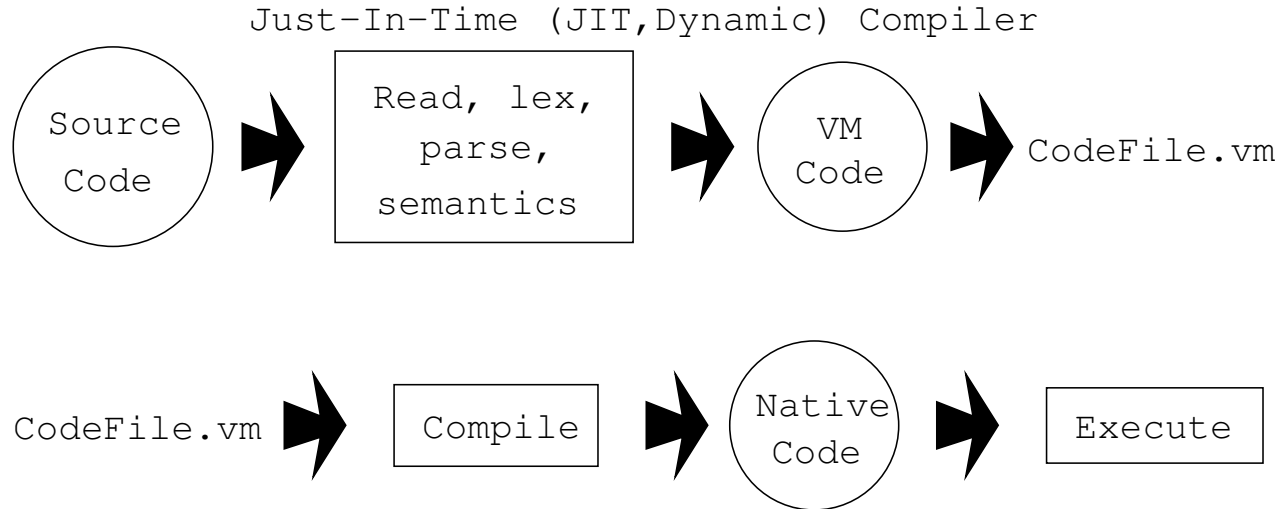 Just-In-Time (JIT,Dynamic) Compiler
Source
Code
Read, lex,
parse,
semantics
VM
Code
CodeFile.vm
CodeFile.vm
Compile
Native
Code
Execute